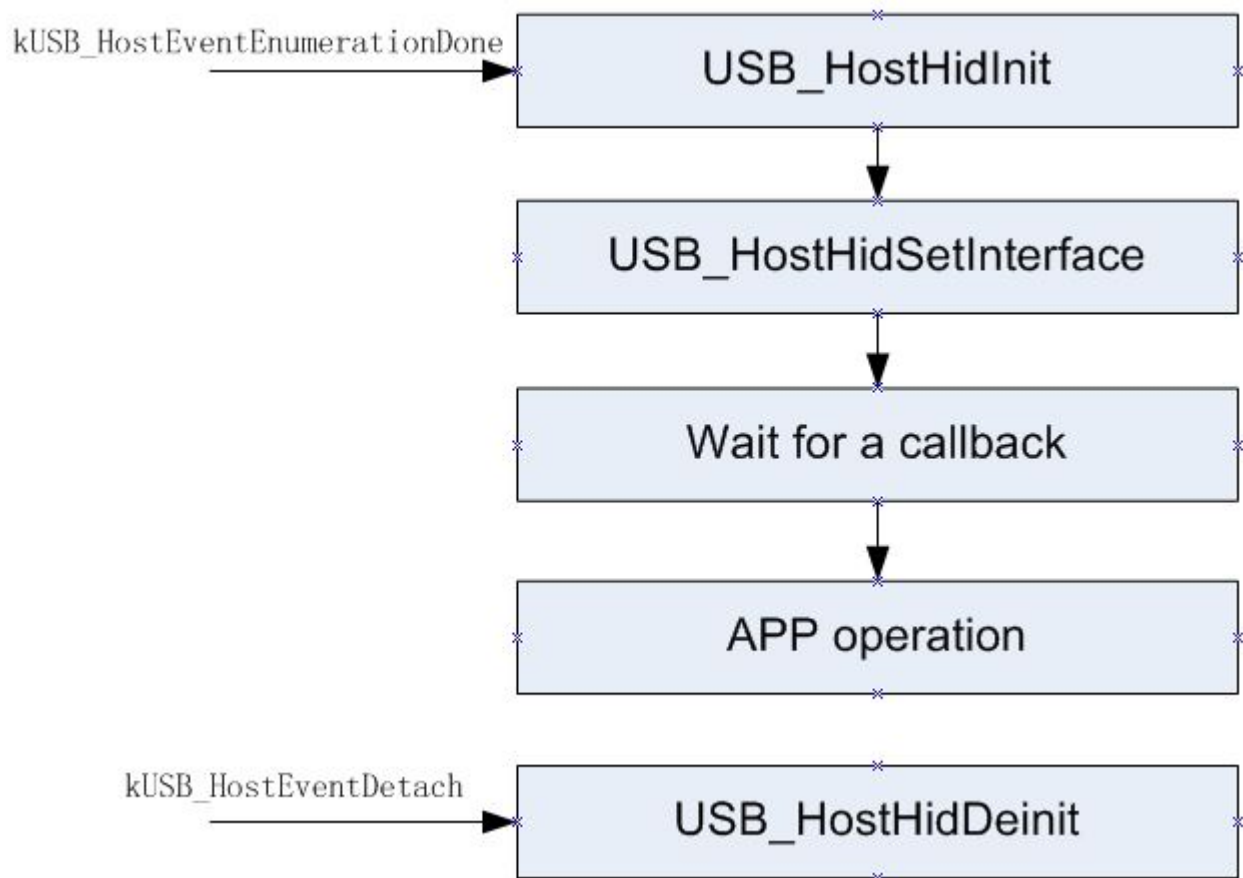 kUSB_HostEventEnumerationDone
USB_HostHidInit
USB_HostHidSetInterface
Wait for a callback
APP operation
kUSB_HostEventDetach
USB_HostHidDeinit